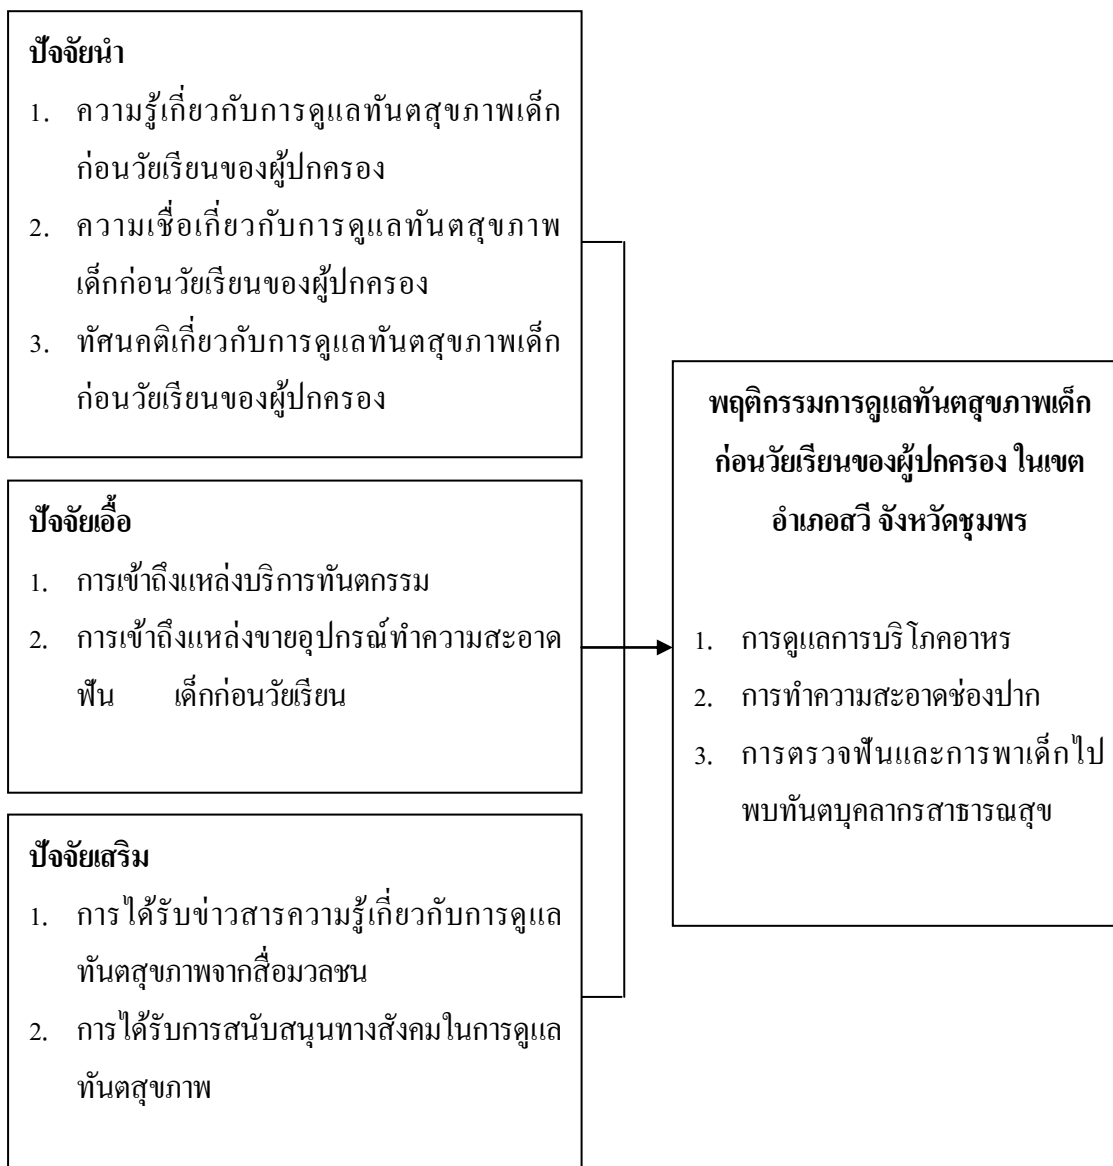 ปัจจัยนำ
1. ความรู้เกี่ยวกับการดูแลทันตสุขภาพเด็ก
ก่อนวัยเรียนของผู้ปกครอง
2. ความเชื่อเกี่ยวกับการดูแลทันตสุขภาพ
เด็กก่อนวัยเรียนของผู้ปกครอง
3. ทัศนคติเกี่ยวกับการดูแลทันตสุขภาพเด็ก
ก่อนวัยเรียนของผู้ปกครอง
ปัจจัยเอื้อ
1. การเข้าถึงแหล่งบริการทันตกรรม
2. การเข้าถึงแหล่งขายอุปกรณ์ทำความสะอาด
ฟัน เด็กก่อนวัยเรียน
ปัจจัยเสริม
1. การได้รับข่าวสารความรู้เกี่ยวกับการดูแล
ทันตสุขภาพจากสื่อมวลชน
2. การได้รับการสนับสนุนทางสังคมในการดูแล
ทันตสุขภาพ
พฤติกรรมการดูแลทันตสุขภาพเด็ก
ก่อนวัยเรียนของผู้ปกครอง ในเขต
อำเภอสวี จังหวัดชุมพร
1. การดูแลการบริโภคอาหร
2. การทำความสะอาดช่องปาก
3. การตรวจฟันและการพาเด็กไป
พบทันตบุคลากรสาธารณสุข